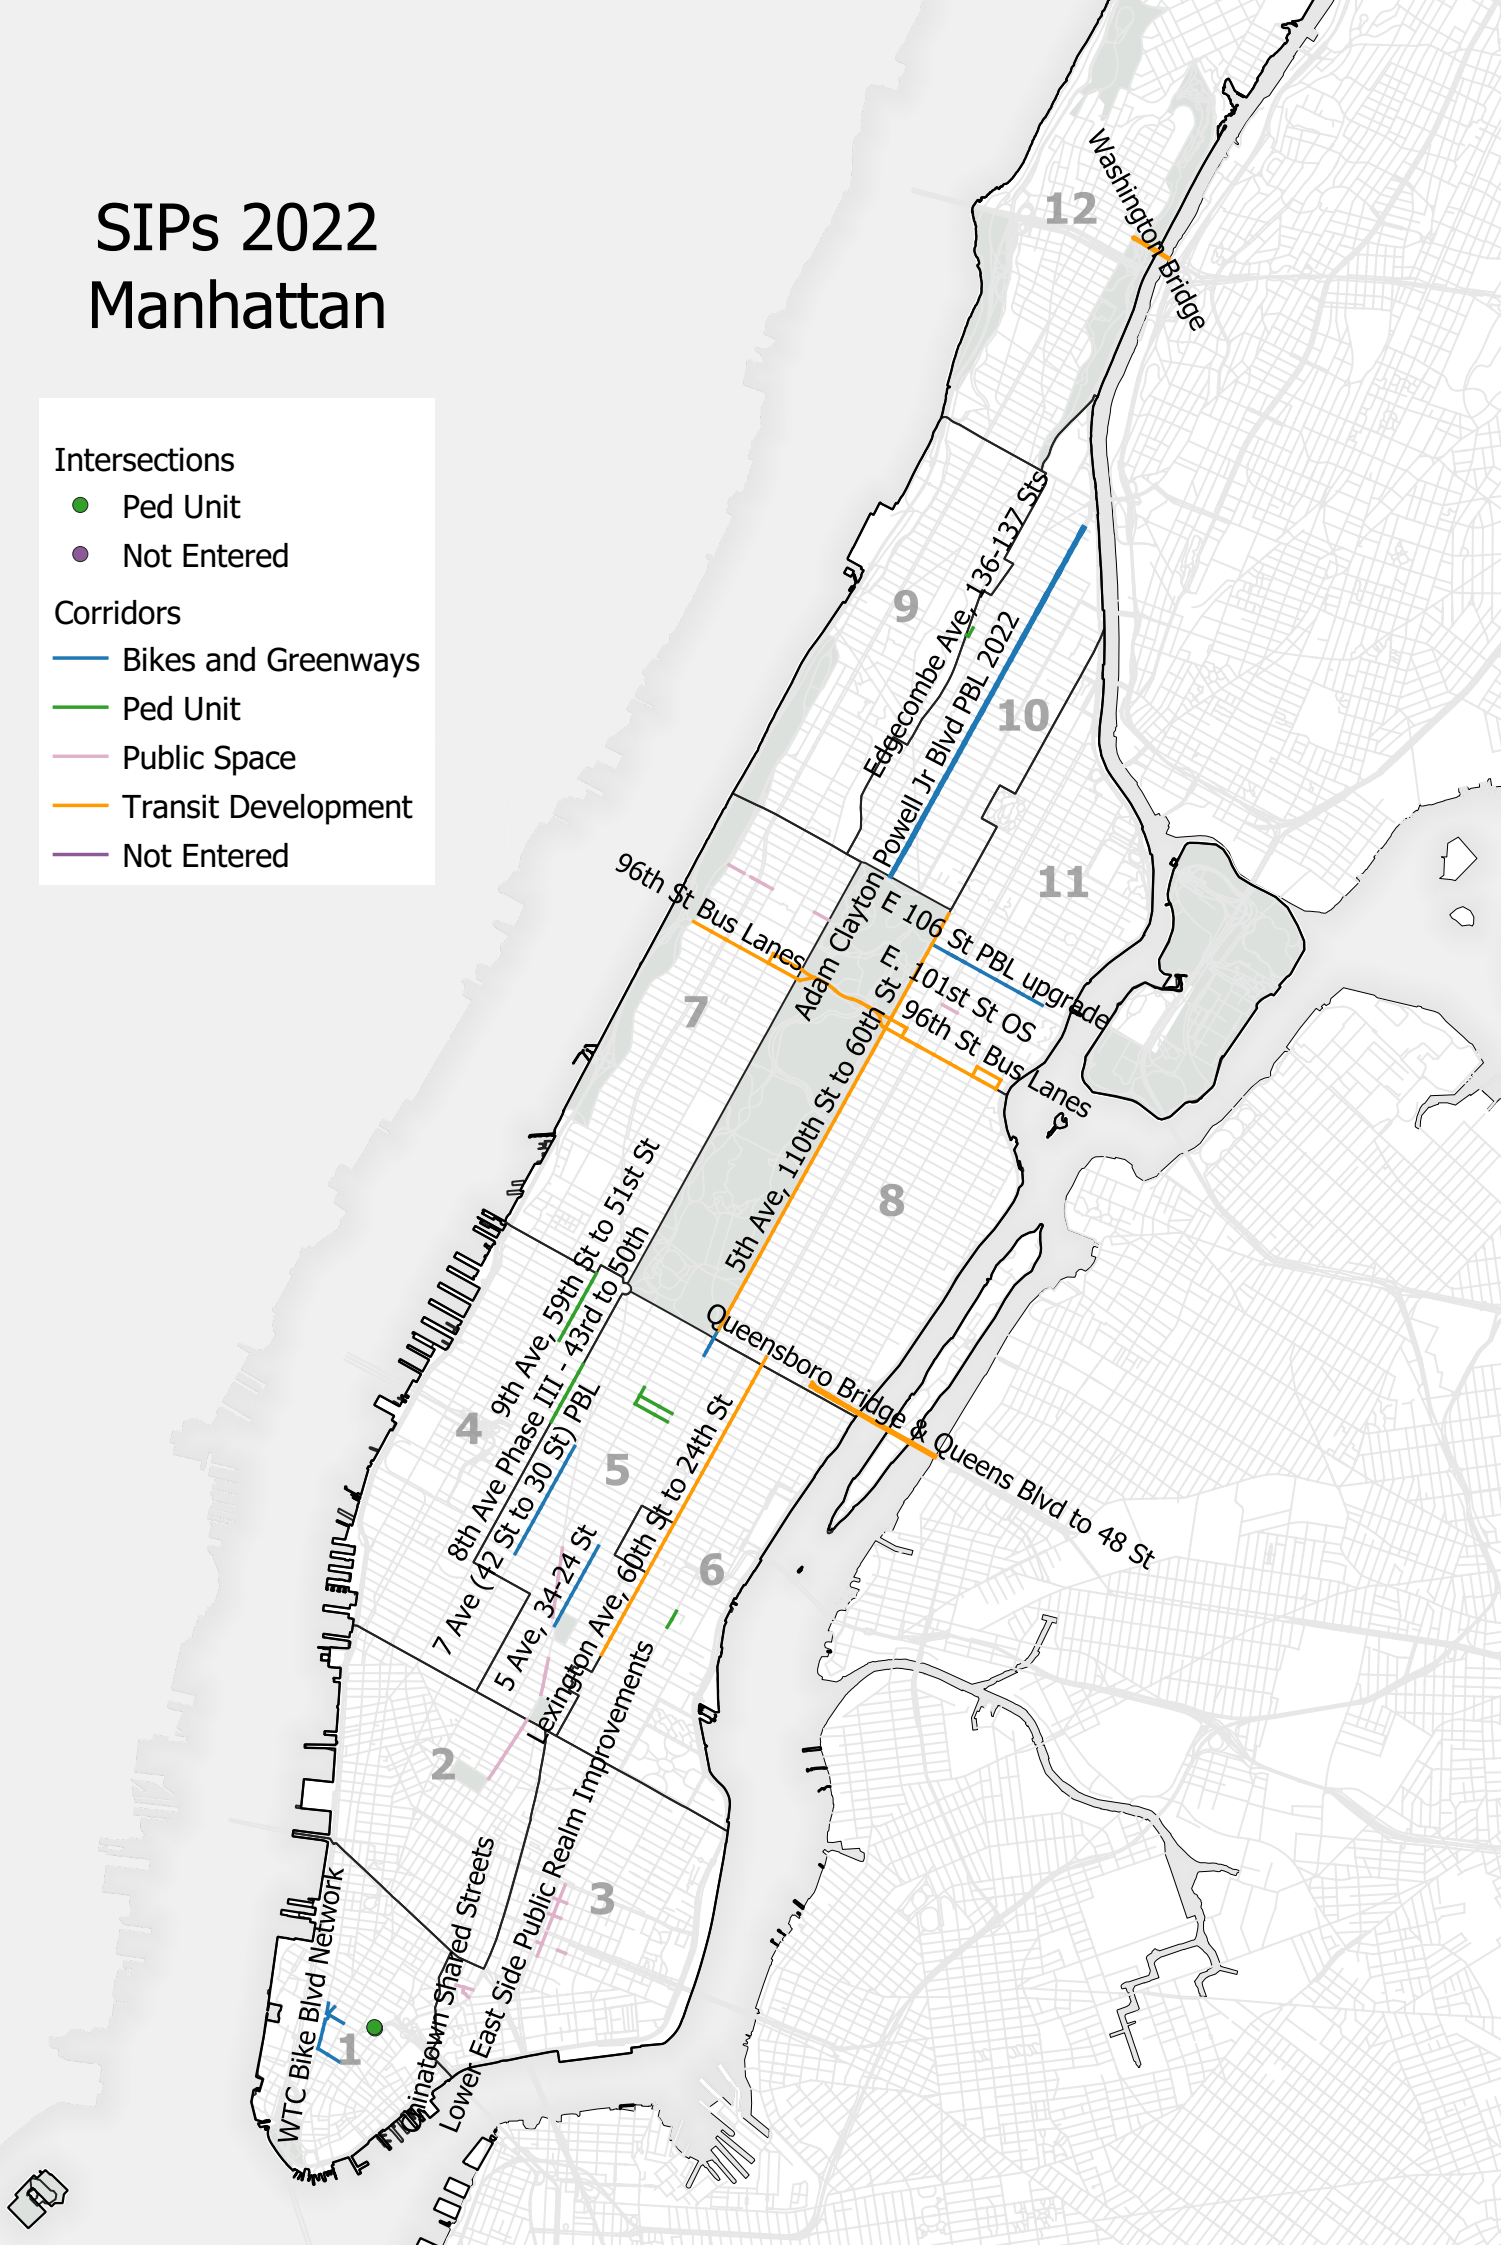 SIPs 2022
Manhattan
Intersections
Ped Unit
Not Entered
Corridors
Bikes and Greenways
Ped Unit
Public Space
Transit Development
Not Entered
12
Washington Bridge
Edgecombe Ave, 136-137 Sts
9
Adam Clayton Powell Jr Blvd PBL 2022
10
11
96th St Bus Lanes
E 106 St PBL upgrade
E. 101st St OS
96th St Bus Lanes
7
5th Ave, 110th St to 60th St
8
9th Ave, 59th St to 51st St
8th Ave Phase III - 43rd to 50th
7 Ave (42 St to 30 St) PBL
Queensboro Bridge & Queens Blvd to 48 St
4
5
5 Ave, 34-24 St
Lexington Ave, 60th St to 24th St
6
2
Lower East Side Public Realm Improvements
3
Chinatown Shared Streets
WTC Bike Blvd Network
1